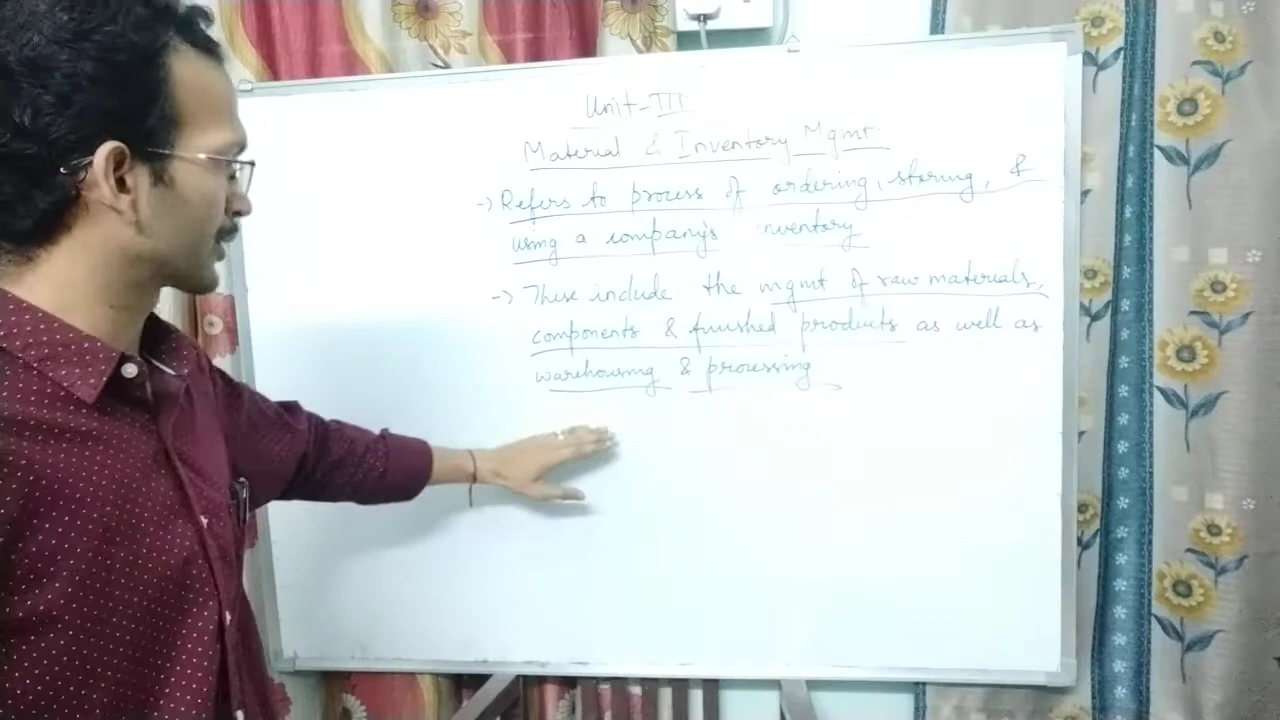 Unit-III
Material & Inventory Mgmt:
-> Refers to process of ordering, storing, &
using a company's inventory
-> These include the mgmt of raw materials,
components & finished products as well as
warehousing & processing